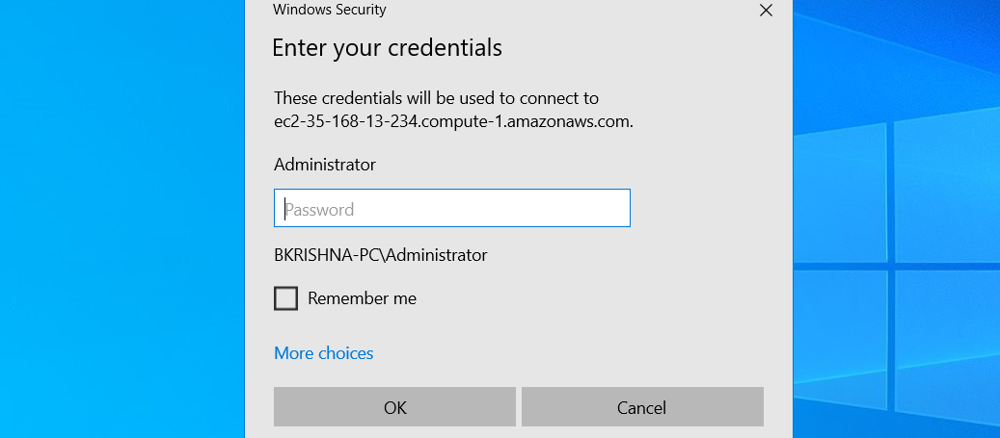 Windows Security
Enter your credentials
These credentials will be used to connect to
ec2-35-168-13-234.compute-1.amazonaws.com.
Administrator
Password
BKRISHNA-PC\Administrator
Remember me
More choices
OK
Cancel